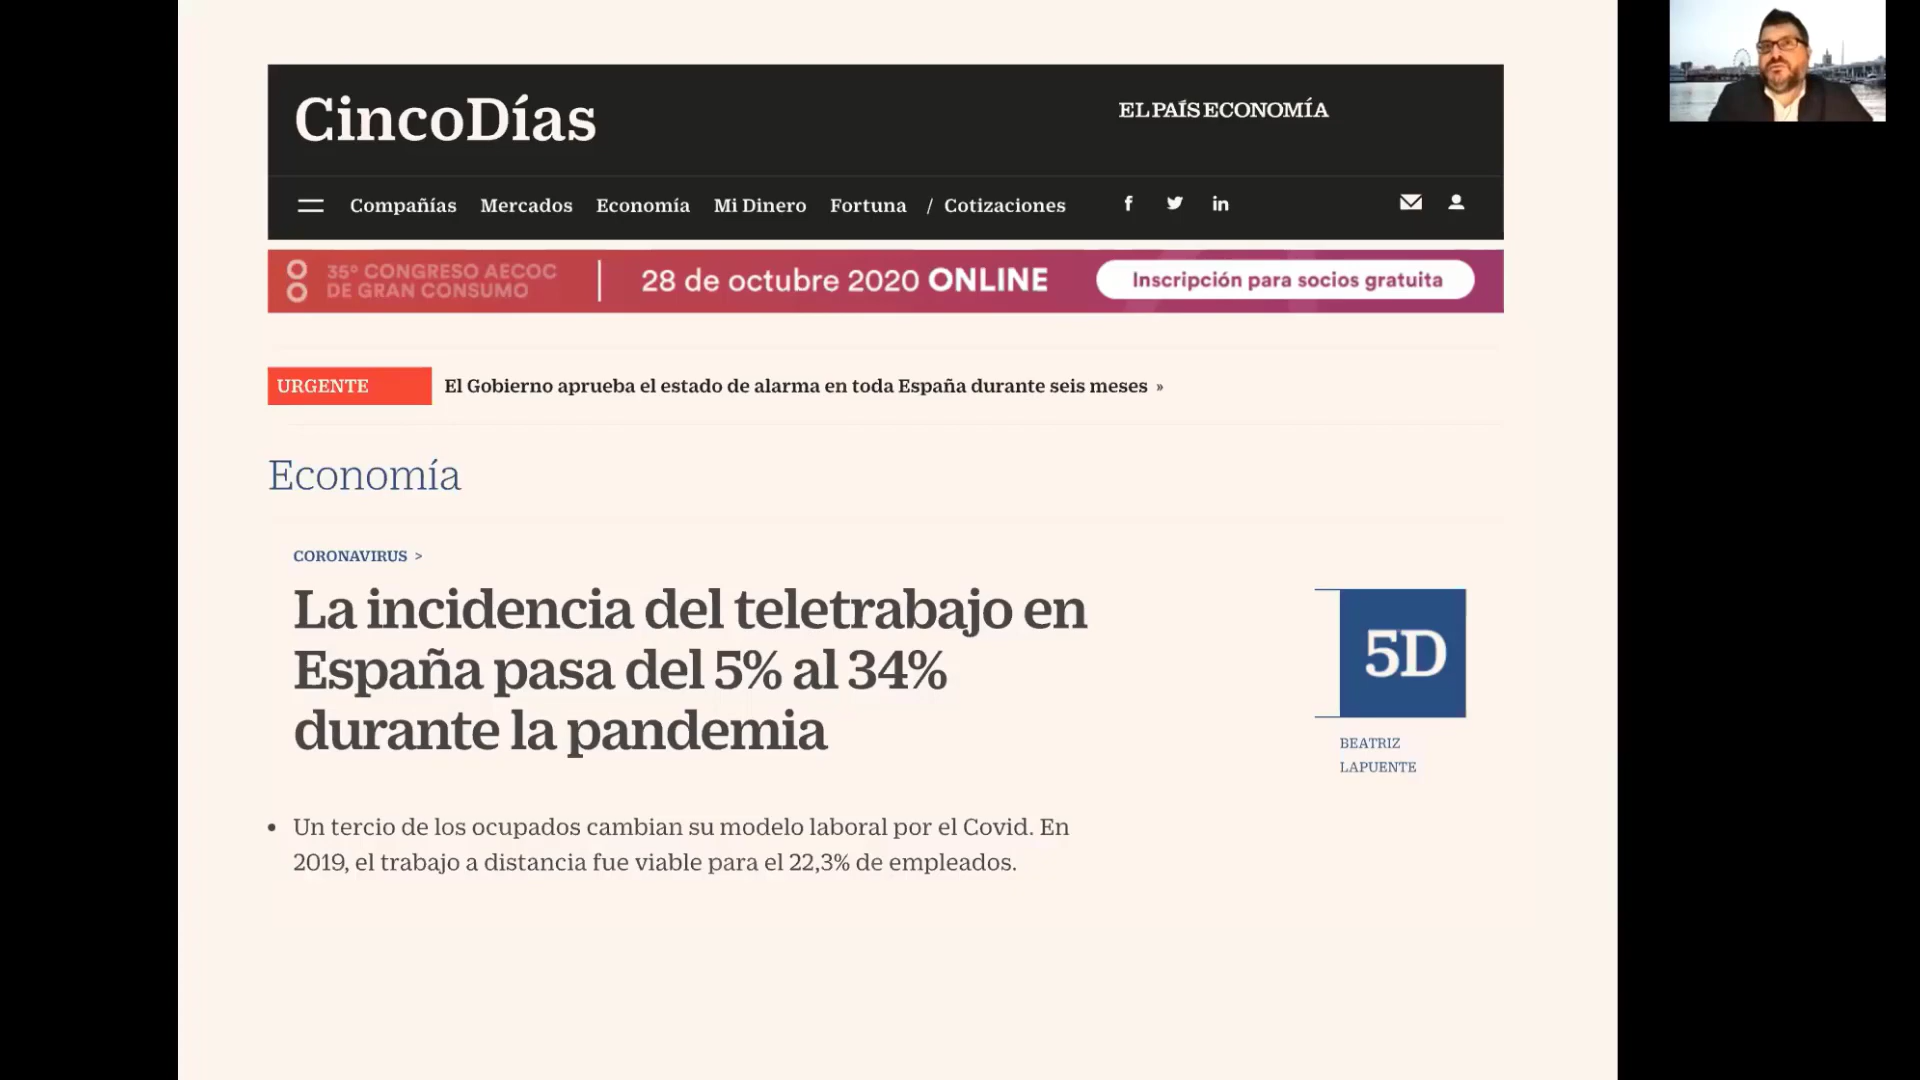 CincoDías
EL PAÍS ECONOMÍA
Compañías Mercados Economía Mi Dinero Fortuna / Cotizaciones
35º CONGRESO AECOC
DE GRAN CONSUMO
28 de octubre 2020 ONLINE
Inscripción para socios gratuita
URGENTE
El Gobierno aprueba el estado de alarma en toda España durante seis meses »
Economía
CORONAVIRUS >
La incidencia del teletrabajo en
España pasa del 5% al 34%
durante la pandemia
5D
BEATRIZ
LAPUENTE
• Un tercio de los ocupados cambian su modelo laboral por el Covid. En
2019, el trabajo a distancia fue viable para el 22,3% de empleados.